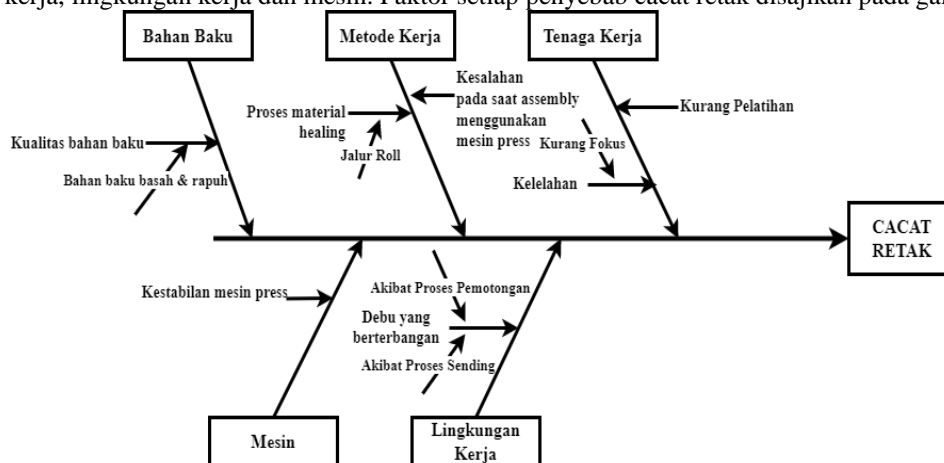 kerja, lingkungan kerja dan mesin. Faktor setiap penyebab cacat retak disajikan pada
Bahan Baku
Metode Kerja
Tenaga Kerja
Kualitas bahan baku
Bahan baku basah & rapuh
Proses material
healing
Jalur Roll
Kesalahan
pada saat assembly
menggunakan
mesin press
Kurang Pelatihan
Kurang Fokus
Kelelahan
CACAT
RETAK
Kestabilan mesin press
Akibat Proses Pemotongan
Debu yang
berterbangan
Akibat Proses Sending
Mesin
Lingkungan
Kerja